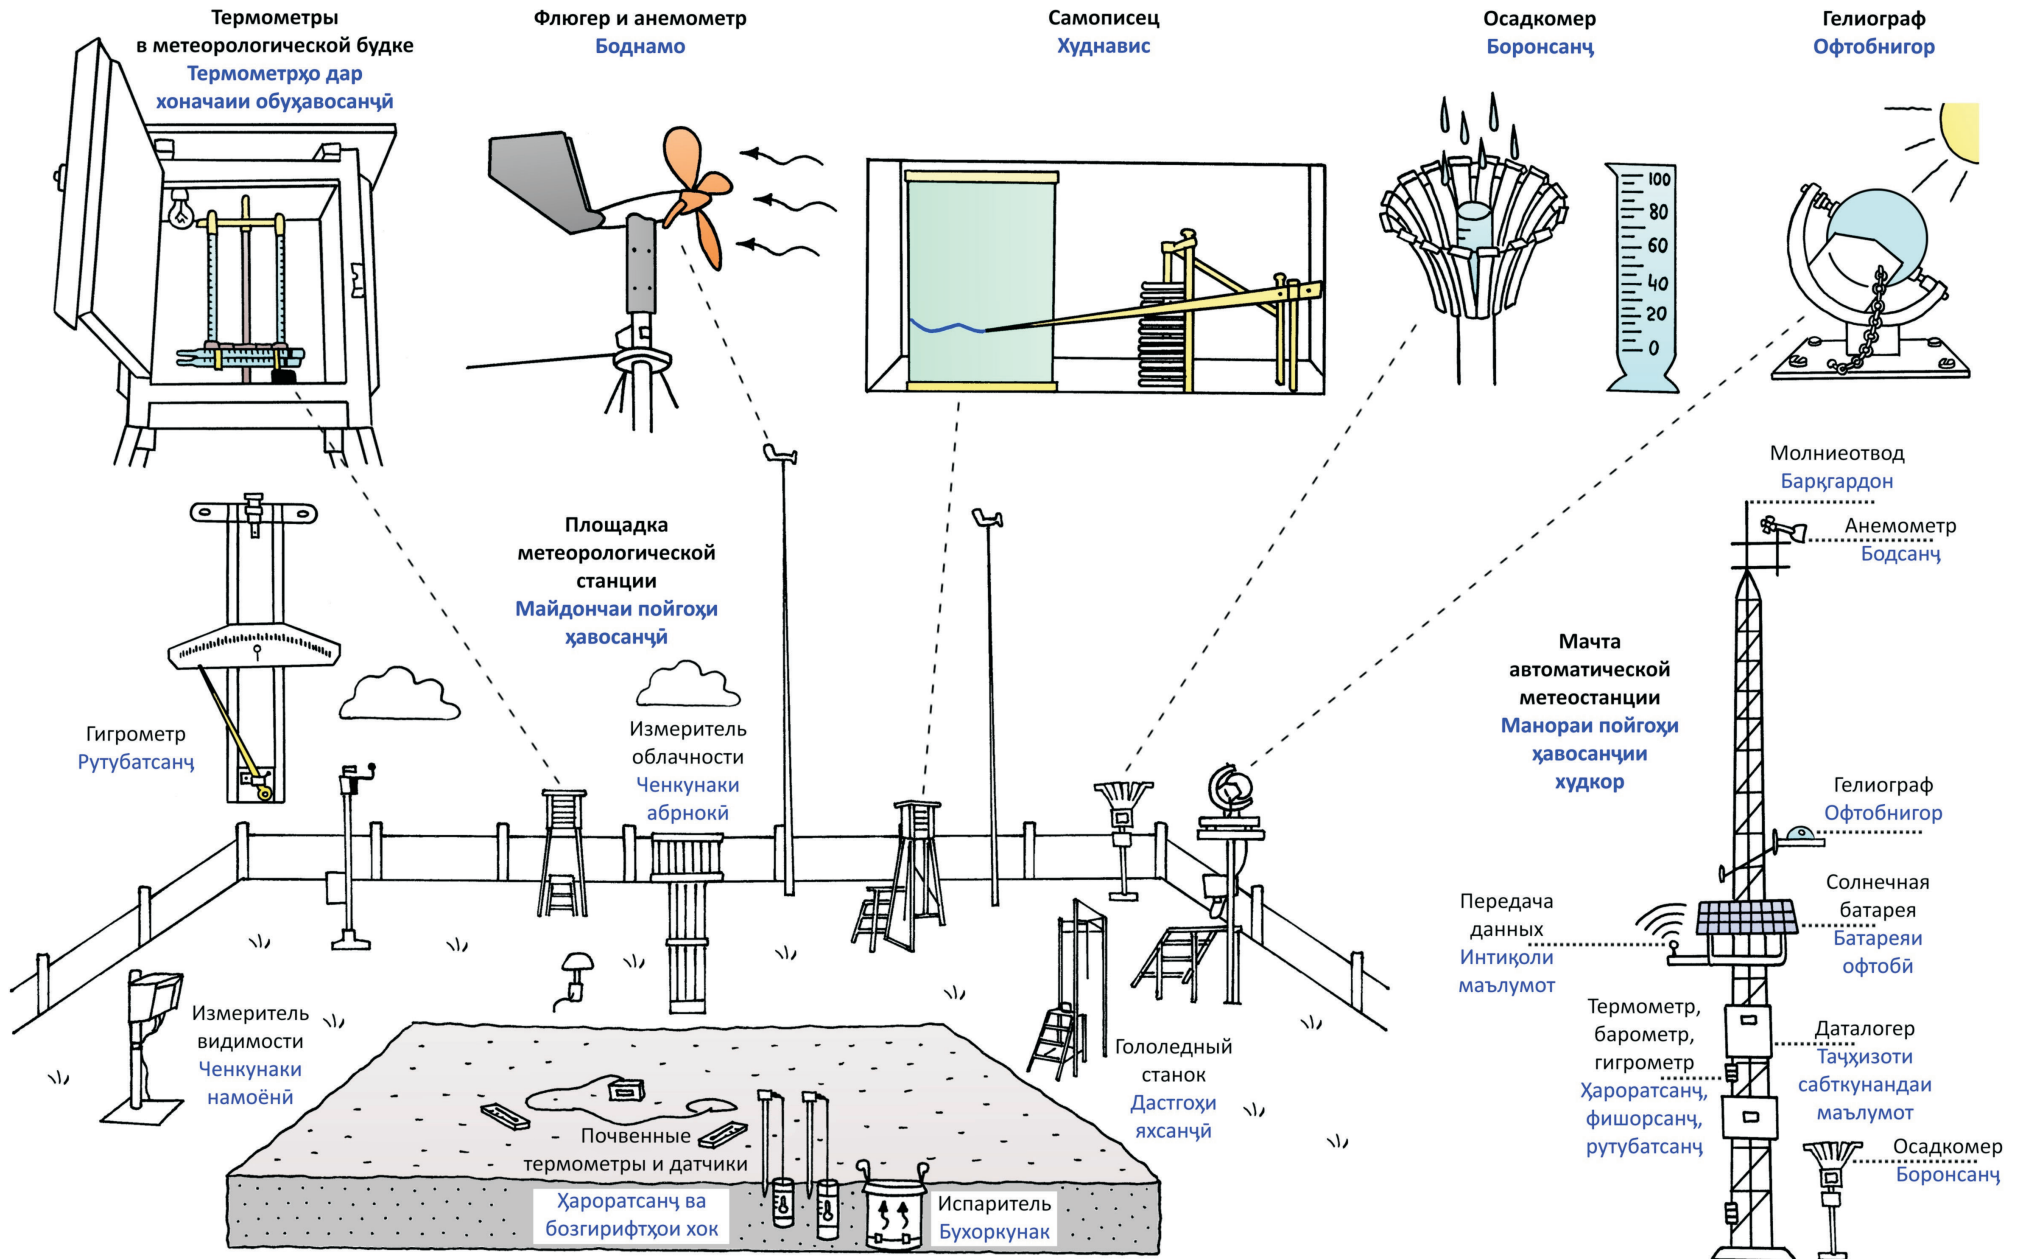 Термометры
в метеорологической будке
Термометрҳо дар
хоначаии обуҳавосанҷӣ
Флюгер и анемометр
Боднамо
Самописец
Худнавис
Осадкомер
Боронсанҷ
Гелиограф
Офтобнигор
100
80
60
40
20
0
Молниеотвод
Барқгардон
Анемометр
Бодсанҷ
Площадка
метеорологической
станции
Майдончаи пойгоҳи
ҳавосанҷӣ
Мачта
автоматической
метеостанции
Манораи пойгоҳи
ҳавосанҷии
худкор
Гигрометр
Рутубатсанҷ
Измеритель
облачности
Ченкунаки
абрнокӣ
Гелиограф
Офтобнигор
Передача
данных
Интиқоли
маълумот
Солнечная
батарея
Батареяи
офтобӣ
Измеритель
видимости
Ченкунаки
намоёнӣ
Гололедный
станок
Дастгоҳи
яхсанҷӣ
Термометр,
барометр,
гигрометр
Ҳароратсанҷ,
фишорсанҷ,
рутубатсанҷ
Даталогер
Таҷҳизоти
сабткунандаи
маълумот
Почвенные
термометры и датчики
Ҳароратсанҷ ва
бозгирифтҳои хок
Испаритель
Бухоркунак
Осадкомер
Боронсанҷ